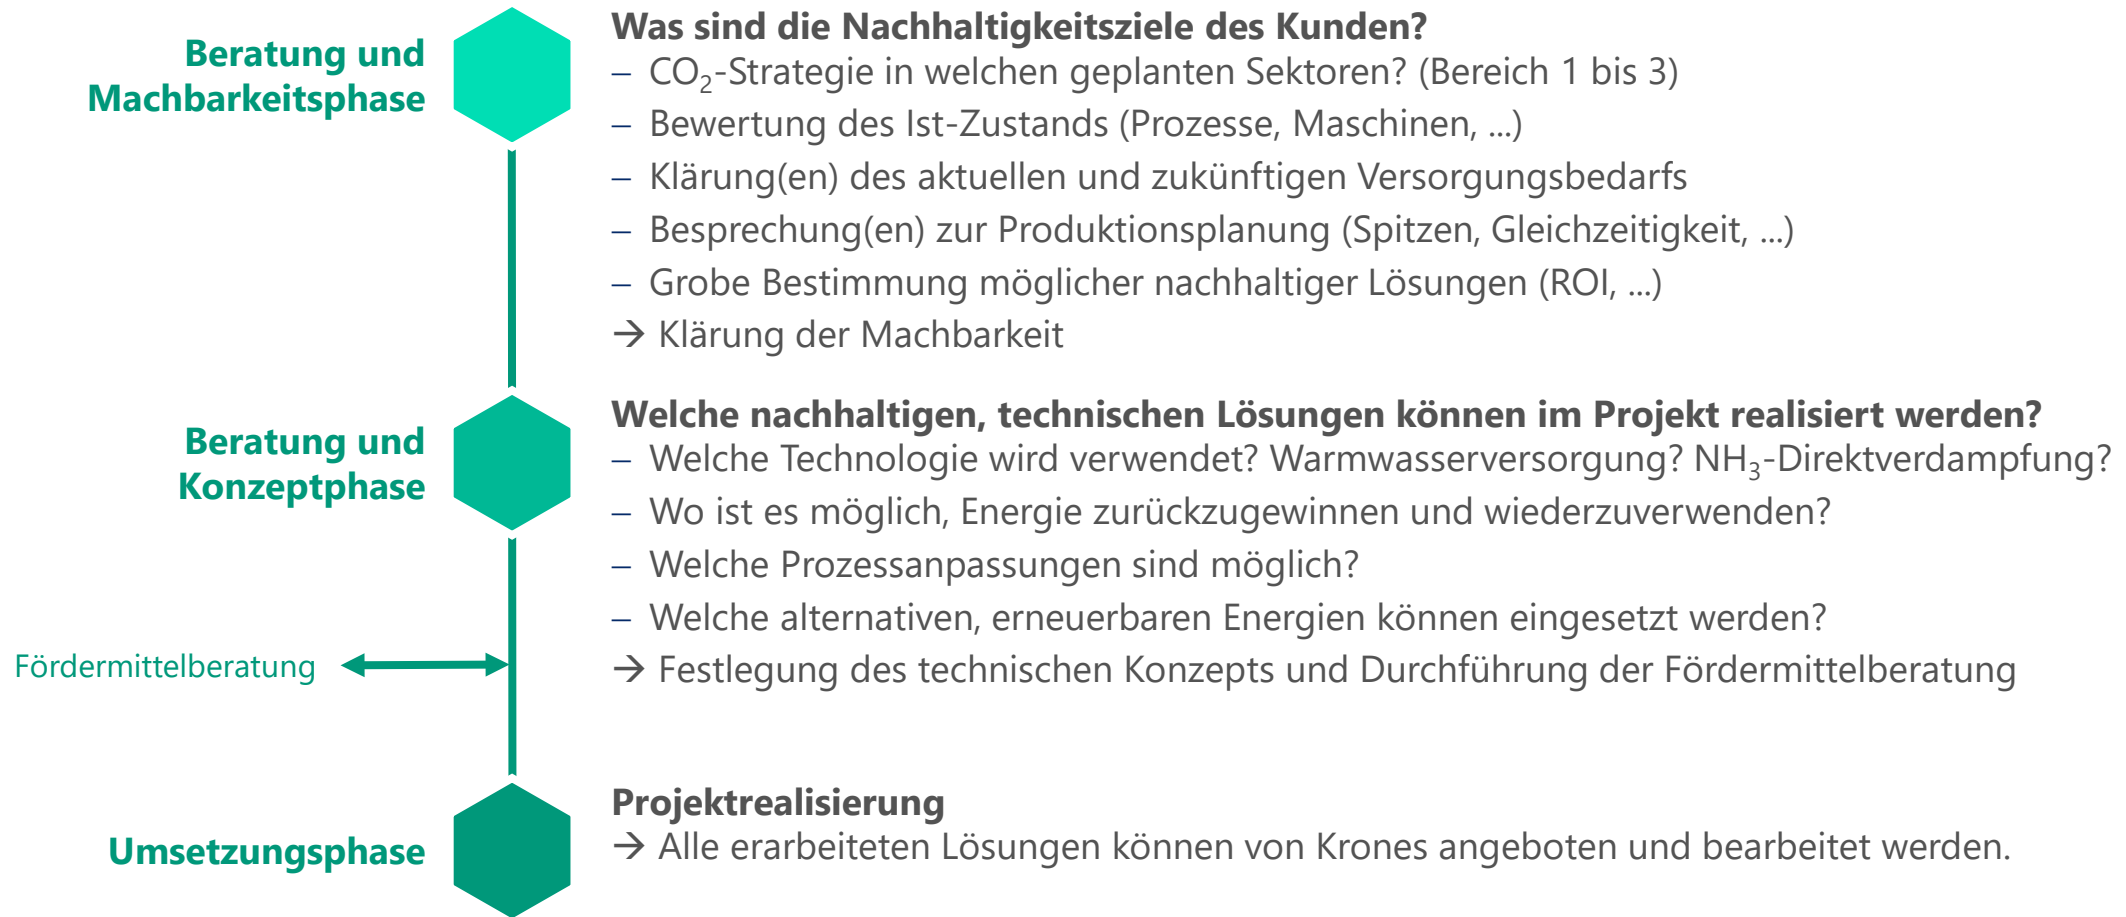 Beratung und
Machbarkeitsphase
Was sind die Nachhaltigkeitsziele des Kunden?
– CO₂-Strategie in welchen geplanten Sektoren? (Bereich 1 bis 3)
– Bewertung des Ist-Zustands (Prozesse, Maschinen, ...)
– Klärung(en) des aktuellen und zukünftigen Versorgungsbedarfs
– Besprechung(en) zur Produktionsplanung (Spitzen, Gleichzeitigkeit, ...)
– Grobe Bestimmung möglicher nachhaltiger Lösungen (ROI, ...)
→ Klärung der Machbarkeit
Beratung und
Konzeptphase
Welche nachhaltigen, technischen Lösungen können im Projekt realisiert werden?
– Welche Technologie wird verwendet? Warmwasserversorgung? NH₃-Direktverdampfung?
– Wo ist es möglich, Energie zurückzugewinnen und wiederzuverwenden?
– Welche Prozessanpassungen sind möglich?
– Welche alternativen, erneuerbaren Energien können eingesetzt werden?
Fördermittelberatung
→ Festlegung des technischen Konzepts und Durchführung der Fördermittelberatung
Umsetzungsphase
Projektrealisierung
→ Alle erarbeiteten Lösungen können von Krones angeboten und bearbeitet werden.